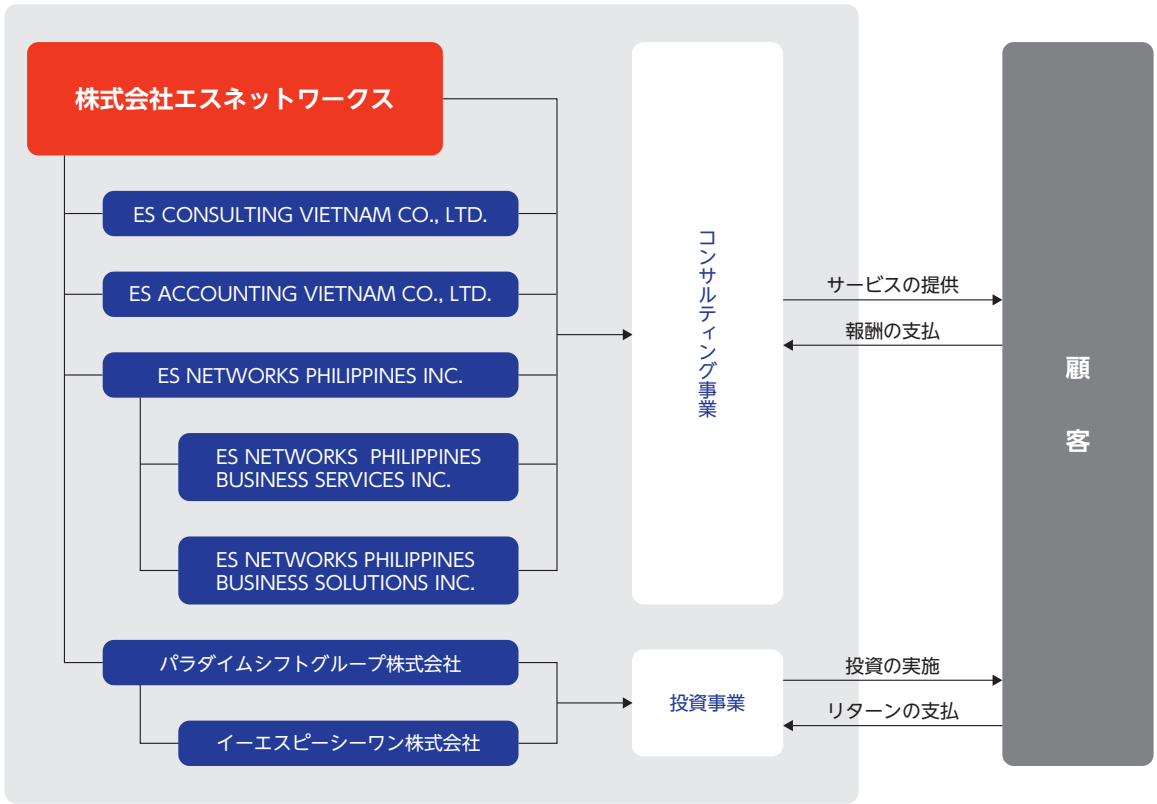 株式会社エスネットワークス
ES CONSULTING VIETNAM CO., LTD.
ES ACCOUNTING VIETNAM CO., LTD.
ES NETWORKS PHILIPPINES INC.
ES NETWORKS PHILIPPINES
BUSINESS SERVICES INC.
ES NETWORKS PHILIPPINES
BUSINESS SOLUTIONS INC.
パラダイムシフトグループ株式会社
イーエスピーシーワン株式会社
コンサルティング事業
投資事業
サービスの提供
報酬の支払
投資の実施
リターンの支払
顧客